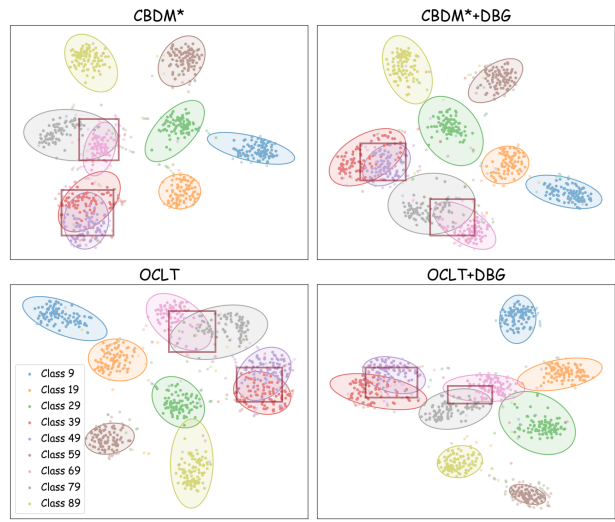 CBDM*
CBDM*+DBG
OCLT
OCLT+DBG
Class 9
Class 19
Class 29
Class 39
Class 49
Class 59
Class 69
Class 79
Class 89